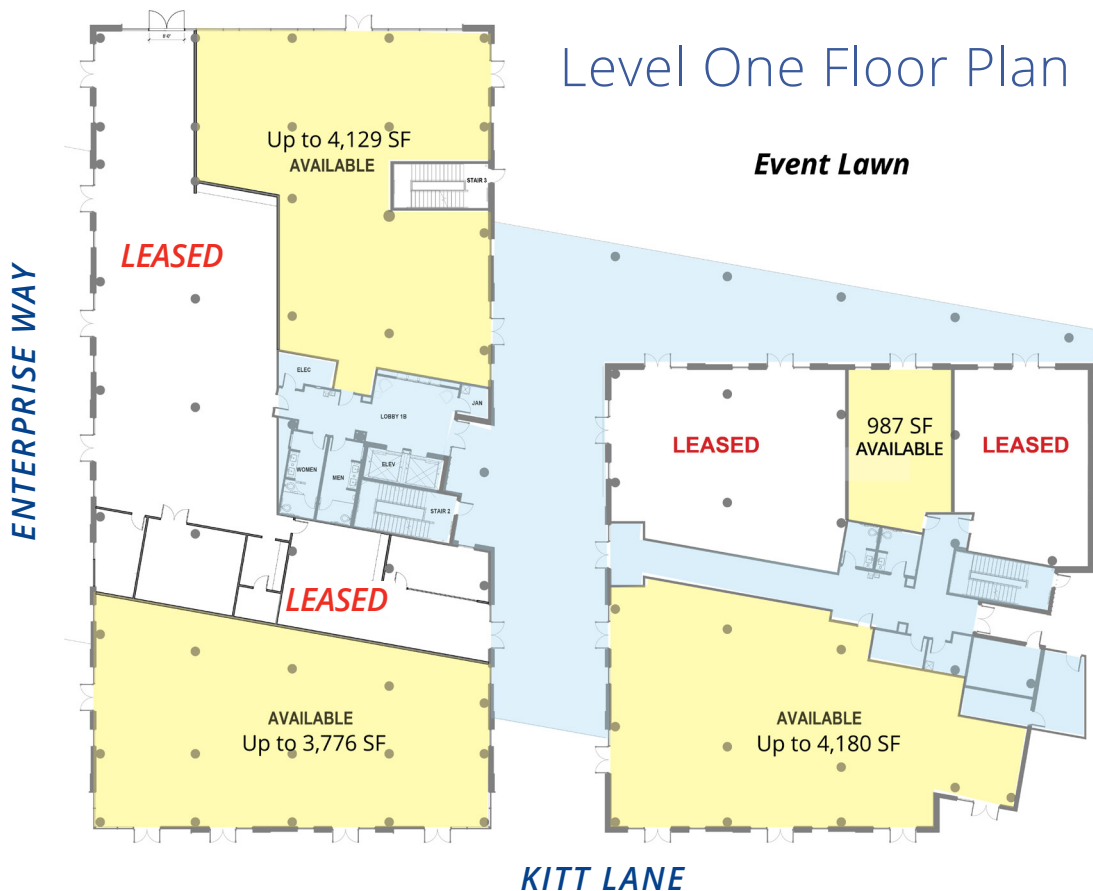 Level One Floor Plan
8'-0"
Up to 4,129 SF
AVAILABLE
STAIR 3
Event Lawn
LEASED
ENTERPRISE WAY
ELEC
JAN
LOBBY 1B
987 SF
AVAILABLE
LEASED
LEASED
WOMEN
MEN
ELEV
STAIR 2
LEASED
AVAILABLE
Up to 3,776 SF
AVAILABLE
Up to 4,180 SF
KITT LANE